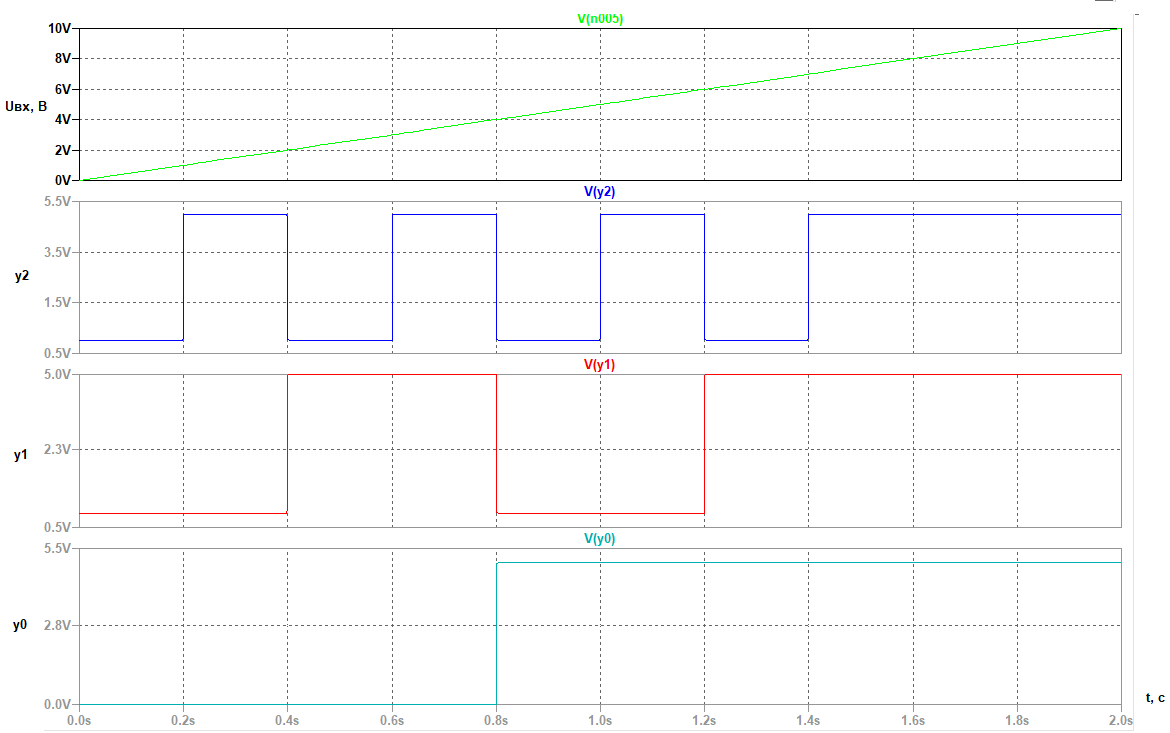 V(n005)
10V
8V
6V
Uвх, В
4V
2V
0V
V(y2)
5.5V
3.5V
y2
1.5V
0.5V
V(y1)
5.0V
2.3V
y1
0.5V
V(y0)
5.5V
y0
2.8V
0.0V
t, с
0.0s 0.2s 0.4s 0.6s 0.8s 1.0s 1.2s 1.4s 1.6s 1.8s 2.0s